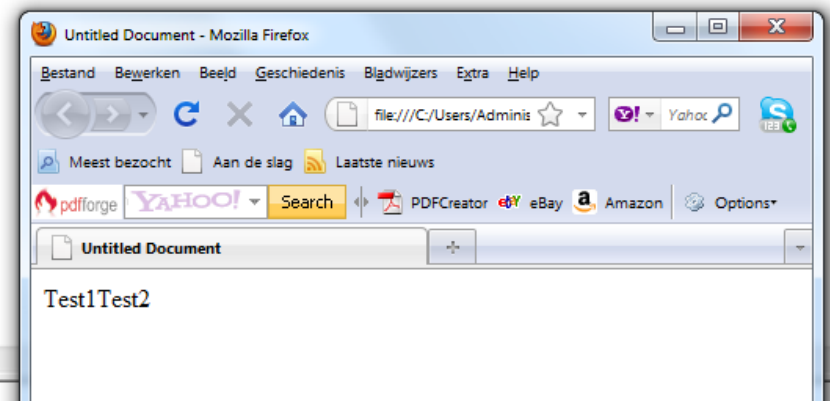 Untitled Document - Mozilla Firefox
Bestand Bewerken Beeld Geschiedenis Bladwijzers Extra Help
file:///C:/Users/Adminis Y! Yahoo
Meest bezocht Aan de slag Laatste nieuws
pdfforge YAHOO! Search PDFCreator ebY eBay a Amazon Options
Untitled Document
Test1Test2